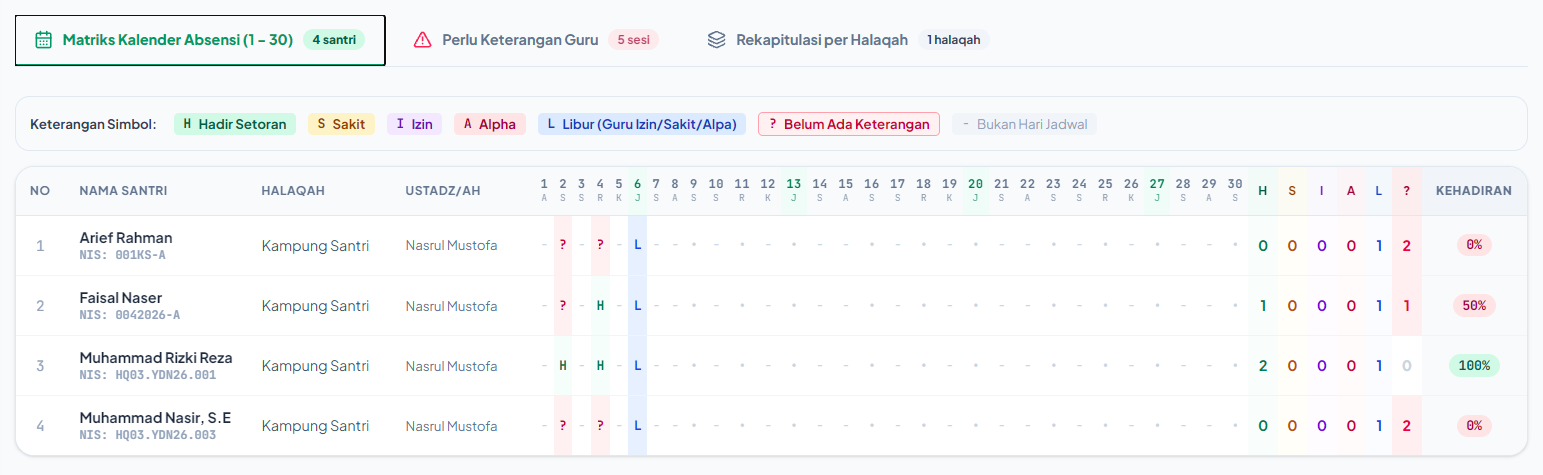 Matriks Kalender Absensi (1 – 30) 4 santri Perlu Keterangan Guru 5 sesi Rekapitulasi per Halaqah 1 halaqah
Keterangan Simbol: H Hadir Setoran S Sakit I Izin A Alpha L Libur (Guru Izin/Sakit/Alpa) ? Belum Ada Keterangan - Bukan Hari Jadwal
NO NAMA SANTRI HALAQAH USTADZ/AH 1 2 3 4 5 6 7 8 9 10 11 12 13 14 15 16 17 18 19 20 21 22 23 24 25 26 27 28 29 30 H S I A L ? KEHADIRAN
A S S R K J S A S S R K J S A S S R K J S A S S R K J S A S
1 Arief Rahman Kampung Santri Nasrul Mustofa - ? - ? - L - - • - • - • - • - • - • - • - • - • - • - • - • 0 0 0 0 1 2 0%
NIS: 001KS-A
2 Faisal Naser Kampung Santri Nasrul Mustofa - ? - H - L - - • - • - • - • - • - • - • - • - • - • - • - • 1 0 0 0 1 1 50%
NIS: 0042026-A
3 Muhammad Rizki Reza Kampung Santri Nasrul Mustofa - H - H - L - - • - • - • - • - • - • - • - • - • - • - • - • 2 0 0 0 1 0 100%
NIS: HQ03.YDN26.001
4 Muhammad Nasir, S.E Kampung Santri Nasrul Mustofa - ? - ? - L - - • - • - • - • - • - • - • - • - • - • - • - • 0 0 0 0 1 2 0%
NIS: HQ03.YDN26.003